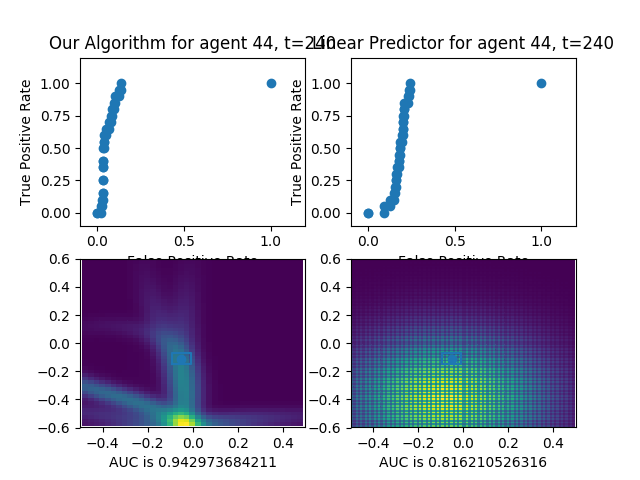 Our Algorithm for agent 44, t=240
Linear Predictor for agent 44, t=240
True Positive Rate
1.00
0.75
0.50
0.25
0.00
0.0 0.5 1.0
False Positive Rate
True Positive Rate
1.00
0.75
0.50
0.25
0.00
0.0 0.5 1.0
False Positive Rate
0.6
0.4
0.2
0.0
−0.2
−0.4
−0.6
−0.4 −0.2 0.0 0.2 0.4
AUC is 0.942973684211
0.6
0.4
0.2
0.0
−0.2
−0.4
−0.6
−0.4 −0.2 0.0 0.2 0.4
AUC is 0.816210526316